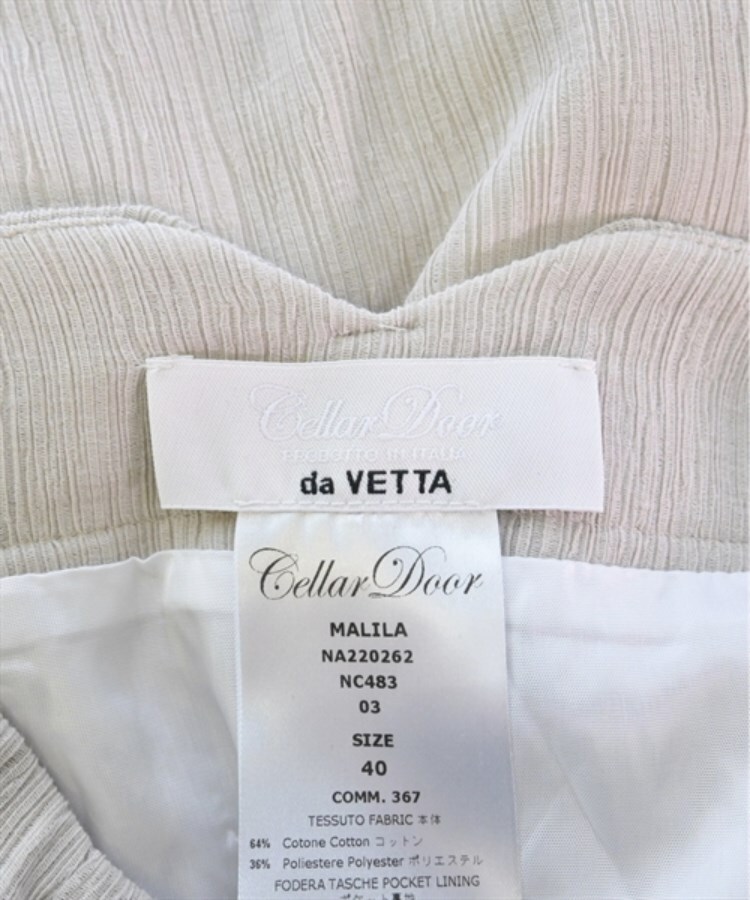 Cellar Door
PRODOTTO IN ITALIA
da VETTA
Cellar Door
MALILA
NA220262
NC483
03
SIZE
40
COMM. 367
TESSUTO FABRIC 本体
64% Cotone Cotton コットン
36% Poliestere Polyester ポリエステル
FODERA TASCHE POCKET LINING